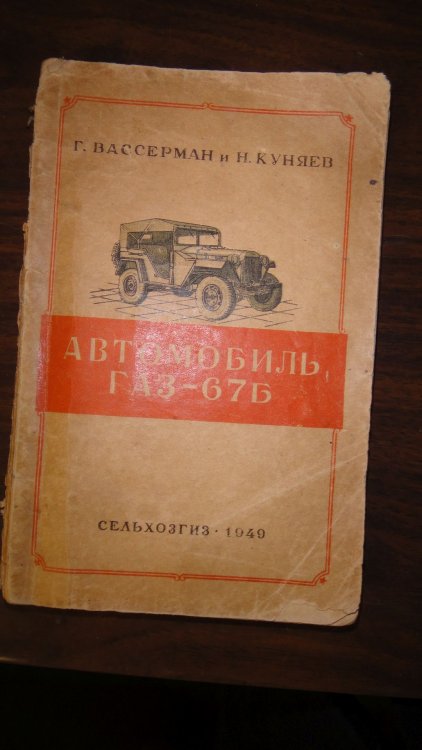 Г. ВАССЕРМАН и Н. КУНЯЕВ
АВТОМОБИЛЬ
ГАЗ-67Б
СЕЛЬХОЗГИЗ · 1949